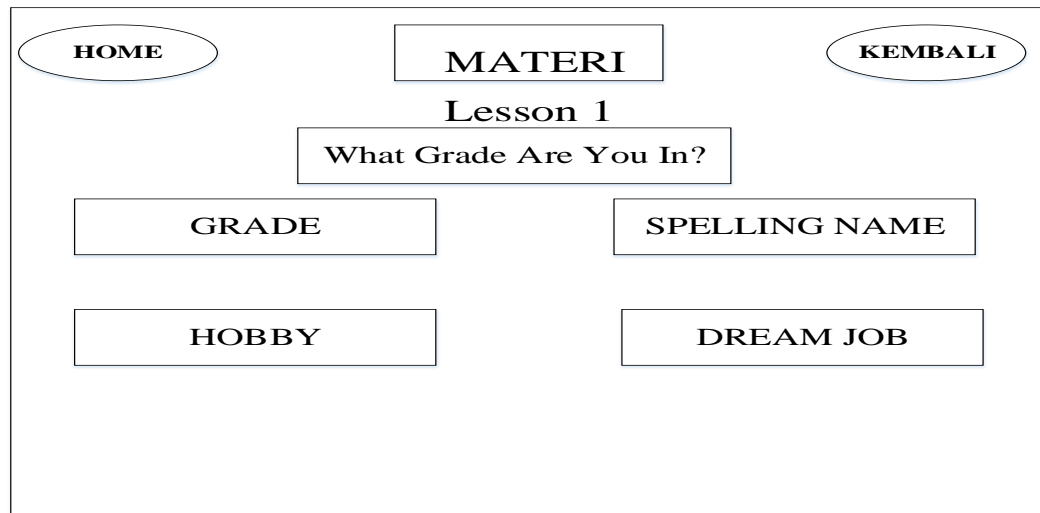 HOME
MATERI
KEMBALI
Lesson 1
What Grade Are You In?
GRADE
SPELLING NAME
HOBBY
DREAM JOB